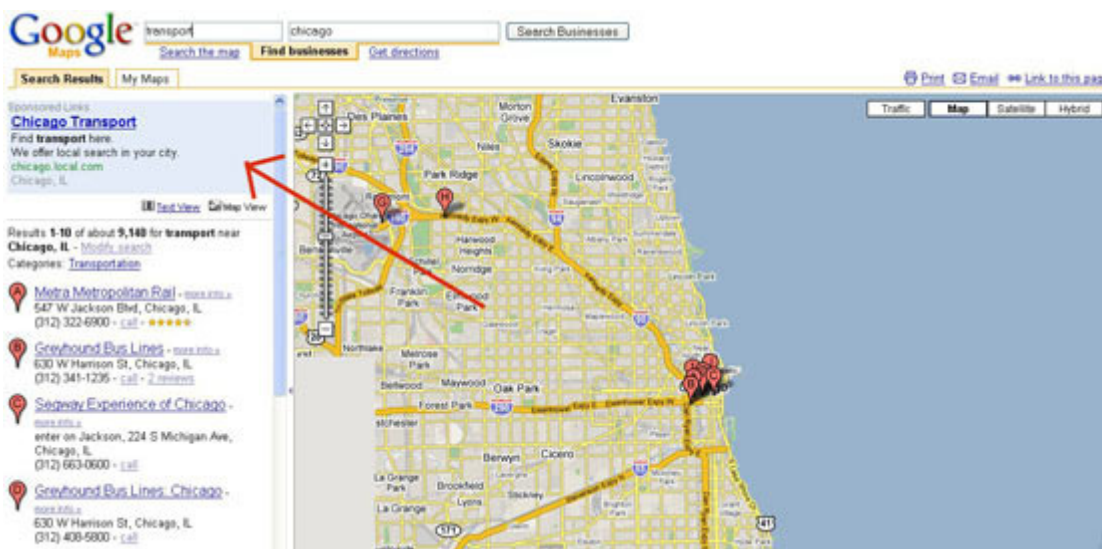 Google
Maps
transport
chicago
Search Businesses
Search the map Find businesses Get directions
Search Results My Maps
Print Email Link to this page
Sponsored Links
Chicago Transport
Find transport here.
We offer local search in your city.
chicago.local.com
Chicago, IL
Text View Map View
Results 1-10 of about 9,140 for transport near
Chicago, IL - Modify search
Categories: Transportation
A
Metra Metropolitan Rail - more info »
547 W Jackson Blvd, Chicago, IL
(312) 322-6900 - call -
B
Greyhound Bus Lines - more info »
630 W Harrison St, Chicago, IL
(312) 341-1235 - call - 2 reviews
C
Segway Experience of Chicago -
more info »
enter on Jackson, 224 S Michigan Ave,
Chicago, IL
(312) 663-0600 - call
D
Greyhound Bus Lines: Chicago -
more info »
630 W Harrison St, Chicago, IL
(312) 408-5800 - call
Traffic Map Satellite Hybrid
Evanston
Morton
Grove
Des Plaines
Niles
Skokie
Lincolnwood
Park Ridge
G
H
Kennedy Expy W
Harwood
Heights
Norridge
Schiller
Franklin
Park
Elmwood
Park
Northlake
Melrose
Park
Bellwood
Maywood
Oak Park
Forest Park
290
B
C
Berwyn
Cicero
La Grange
Park
Brookfield
Stickney
La Grange
Lyons
Brighton
Park
171
41